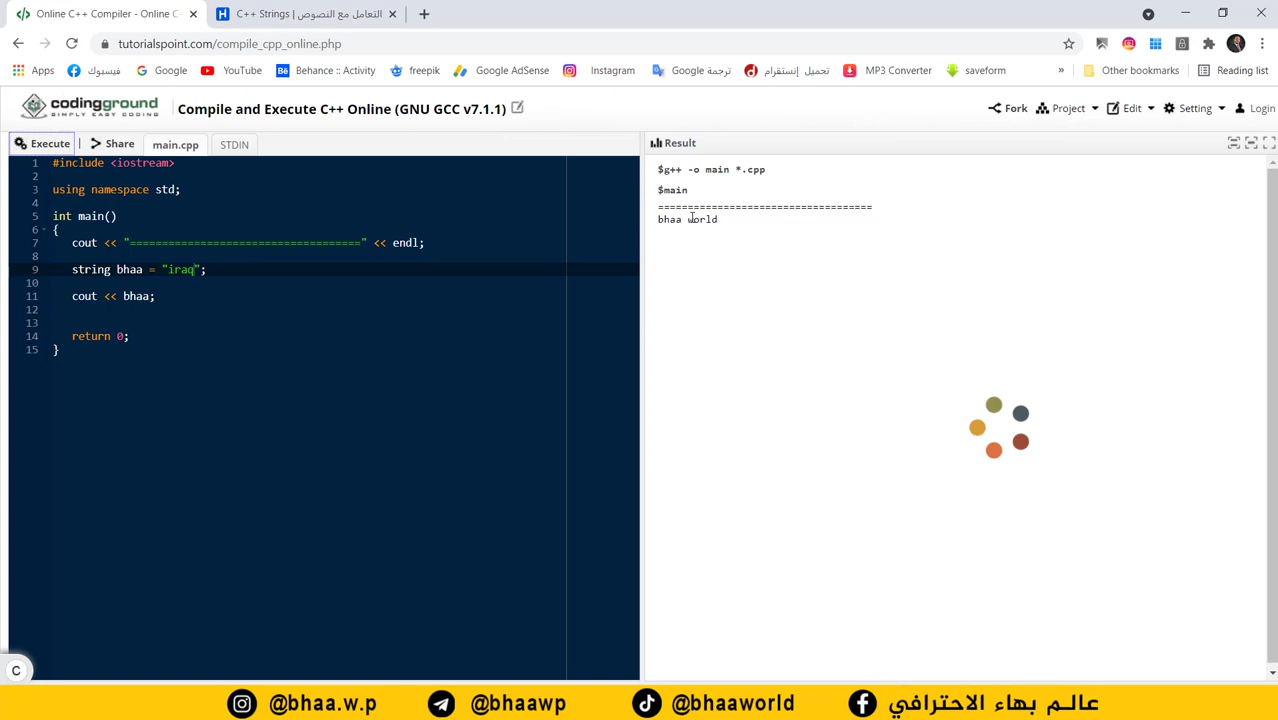 Online C++ Compiler - Online C
C++ Strings | التعامل مع النصوص
tutorialspoint.com/compile_cpp_online.php
Apps
فيسبوك
Google
YouTube
Behance :: Activity
freepik
Google AdSense
Instagram
ترجمة Google
تحميل إنستقرام
MP3 Converter
saveform
»
Other bookmarks
Reading list
codingground
SIMPLY EASY CODING
Compile and Execute C++ Online (GNU GCC v7.1.1)
Fork
Project
Edit
Setting
Login
Execute
Share
main.cpp
STDIN
1 #include <iostream>
2
3 using namespace std;
4
5 int main()
6 {
7 cout << "====================================" << endl;
8
9 string bhaa = "iraq";
10
11 cout << bhaa;
12
13
14 return 0;
15 }
Result
$g++ -o main *.cpp
$main
====================================
bhaa world
C
@bhaa.w.p
@bhaawp
@bhaaworld
عالم بهاء الاحترافي